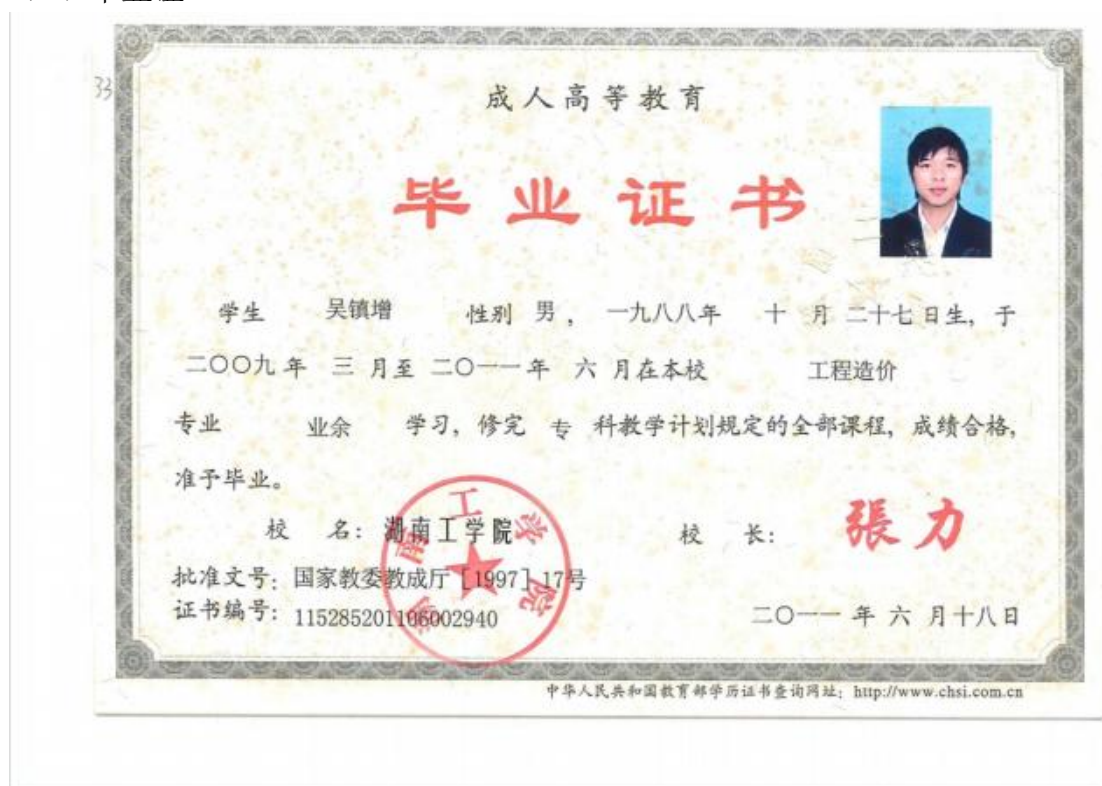 33
成人高等教育
毕业证书
学生 吴镇增 性别 男, 一九八八年 十 月 二十七 日生, 于
二〇〇九 年 三 月至 二〇一一 年 六 月在本校 工程造价
专业 业余 学习, 修完 专 科教学计划规定的全部课程, 成绩合格,
准予毕业。
校 名: 湖南工学院 校 长: 張力
批准文号: 国家教委教成厅[1997]17号
证书编号: 115285201106002940 二〇一一 年 六 月十八日
湖南工学院
中华人民共和国教育部学历证书查询网址: http://www.chsi.com.cn